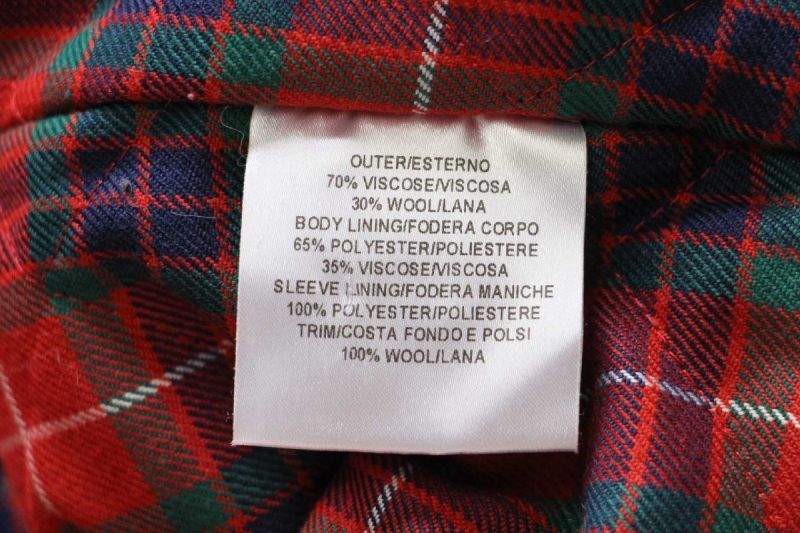 OUTER/ESTERNO
70% VISCOSE/VISCOSA
30% WOOL/LANA
BODY LINING/FODERA CORPO
65% POLYESTER/POLIESTERE
35% VISCOSE/VISCOSA
SLEEVE LINING/FODERA MANICHE
100% POLYESTER/POLIESTERE
TRIM/COSTA FONDO E POLSI
100% WOOL/LANA